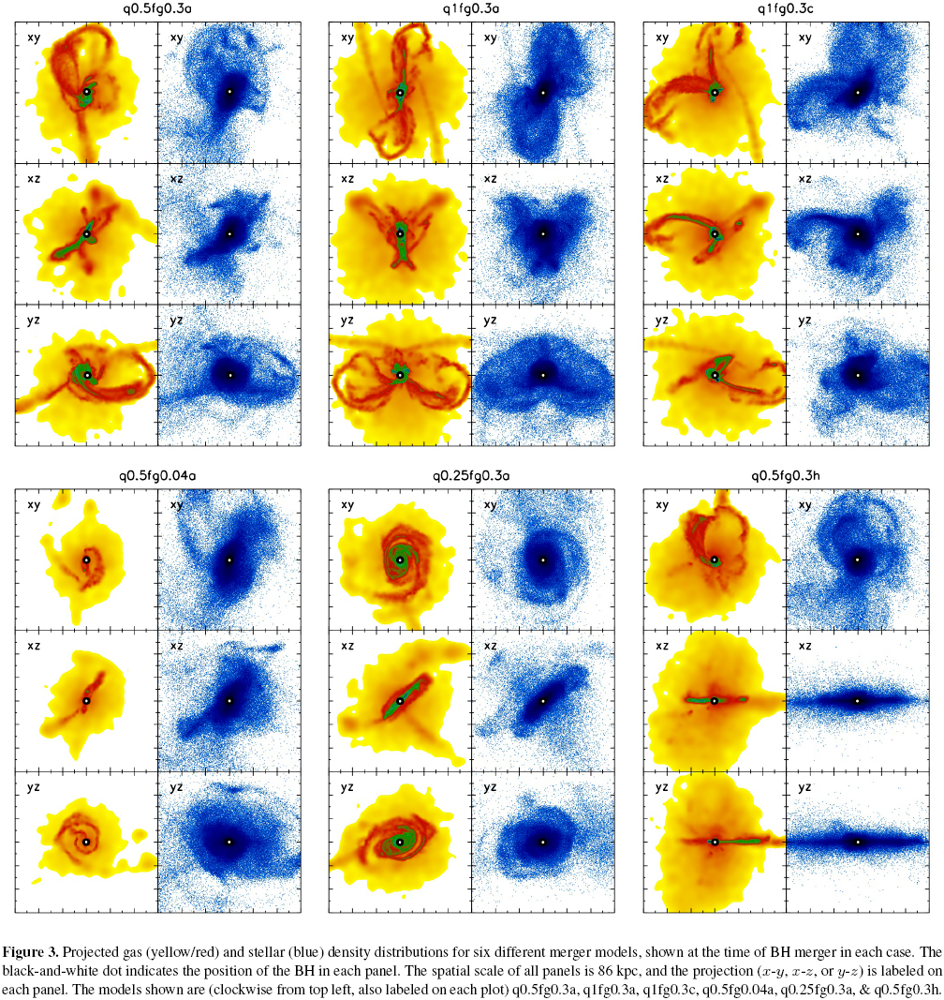 q0.5fg0.3a q1fg0.3a q1fg0.3c
xy xy xy xy xy xy
xz xz xz xz xz xz
yz yz yz yz yz yz
q0.5fg0.04a q0.25fg0.3a q0.5fg0.3h
xy xy xy xy xy xy
xz xz xz xz xz xz
yz yz yz yz yz yz
Figure 3. Projected gas (yellow/red) and stellar (blue) density distributions for six different merger models, shown at the time of BH merger in each case. The
black-and-white dot indicates the position of the BH in each panel. The spatial scale of all panels is 86 kpc, and the projection (x-y, x-z, or y-z) is labeled on
each panel. The models shown are (clockwise from top left, also labeled on each plot) q0.5fg0.3a, q1fg0.3a, q1fg0.3c, q0.5fg0.04a, q0.25fg0.3a, & q0.5fg0.3h.